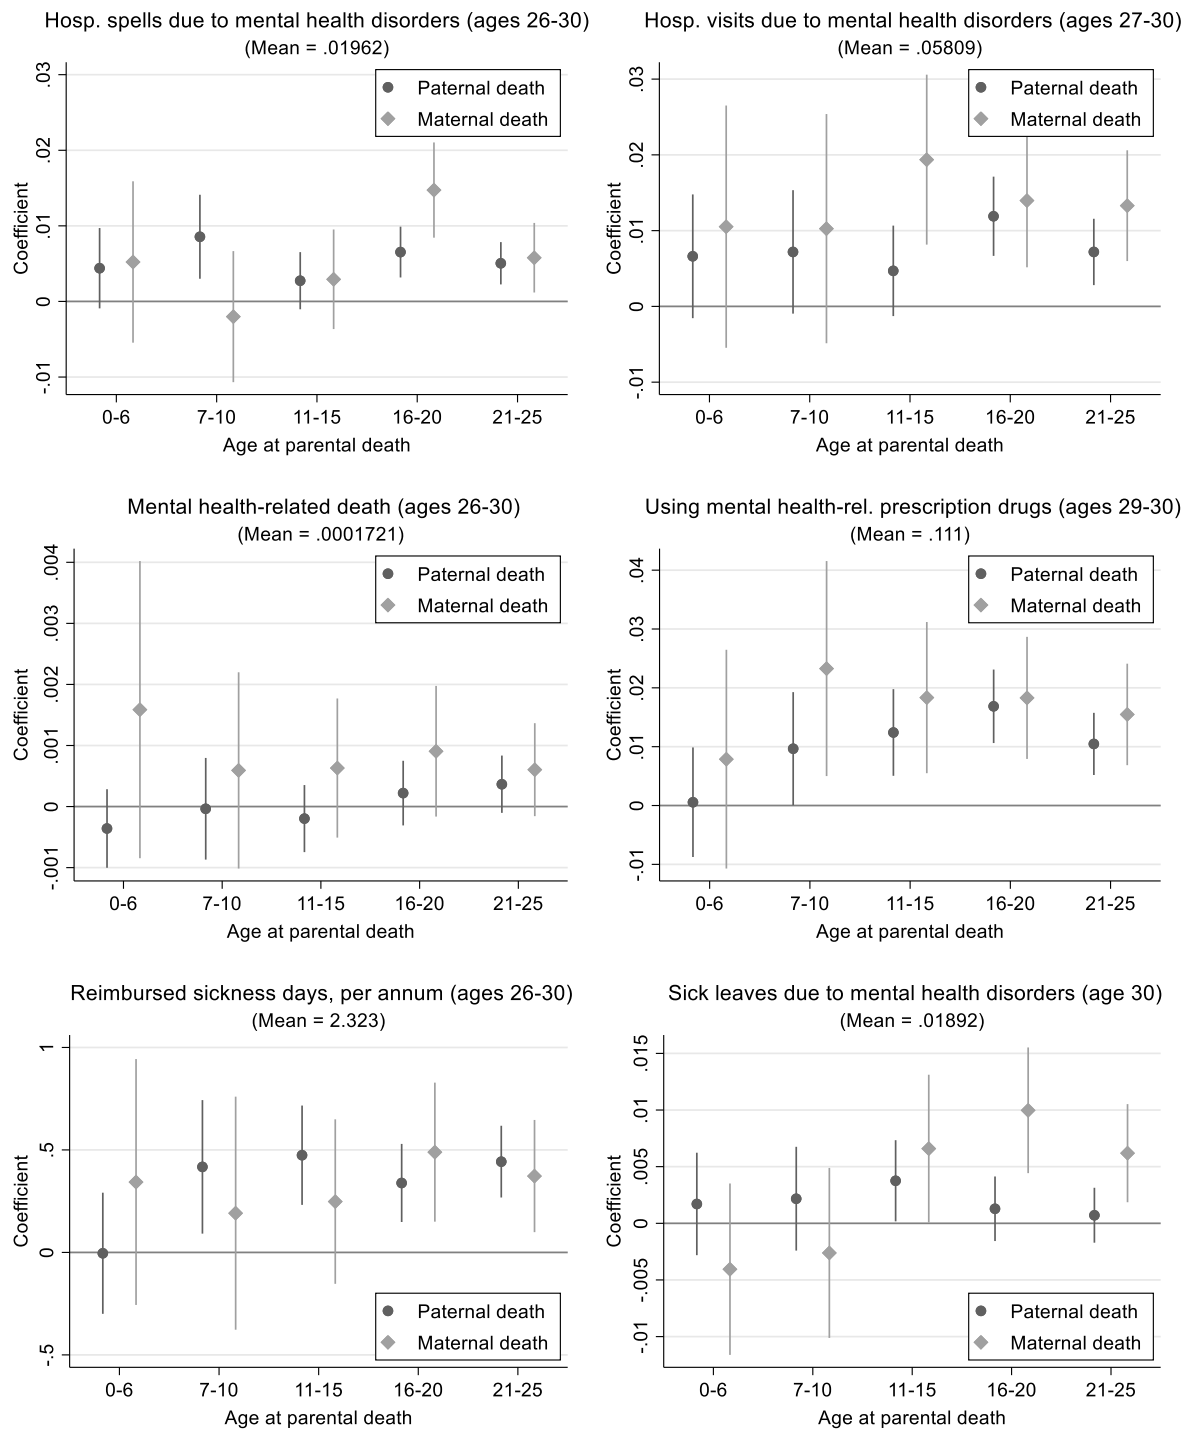 Hosp. spells due to mental health disorders (ages 26-30)
(Mean = .01962)
Coefficient
.03
.02
.01
0
-.01
Paternal death
Maternal death
0-6 7-10 11-15 16-20 21-25
Age at parental death
Hosp. visits due to mental health disorders (ages 27-30)
(Mean = .05809)
Coefficient
.03
.02
.01
0
-.01
Paternal death
Maternal death
0-6 7-10 11-15 16-20 21-25
Age at parental death
Mental health-related death (ages 26-30)
(Mean = .0001721)
Coefficient
.004
.003
.002
.001
0
-.001
Paternal death
Maternal death
0-6 7-10 11-15 16-20 21-25
Age at parental death
Using mental health-rel. prescription drugs (ages 29-30)
(Mean = .111)
Coefficient
.04
.03
.02
.01
0
-.01
Paternal death
Maternal death
0-6 7-10 11-15 16-20 21-25
Age at parental death
Reimbursed sickness days, per annum (ages 26-30)
(Mean = 2.323)
Coefficient
1
.5
0
-.5
Paternal death
Maternal death
0-6 7-10 11-15 16-20 21-25
Age at parental death
Sick leaves due to mental health disorders (age 30)
(Mean = .01892)
Coefficient
.015
.01
.005
0
-.005
-.01
Paternal death
Maternal death
0-6 7-10 11-15 16-20 21-25
Age at parental death